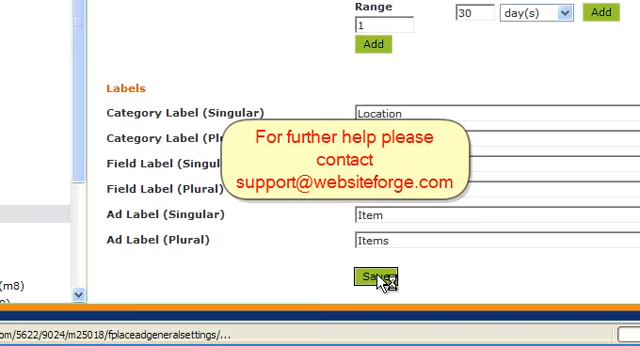 Range
30 day(s) Add
1
Add
Labels
Category Label (Singular) Location
Category Label
For further help please
contact
support@websiteforge.com
Field Label
Field Label (Plural)
Ad Label (Singular) Item
Ad Label (Plural) Items
(m8)
Save
om/5622/9024/m25018/fplaceadgeneralsettings/...